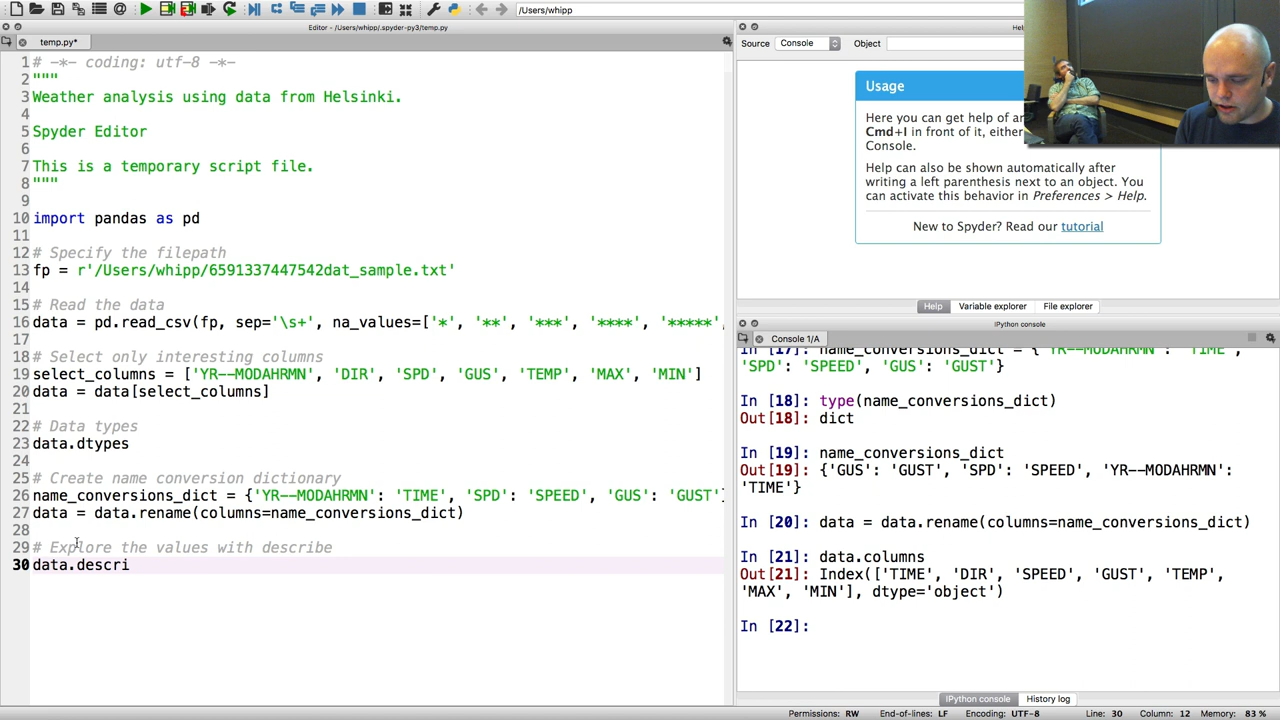 /Users/whipp
Editor - /Users/whipp/.spyder-py3/temp.py
temp.py*
1 # -*- coding: utf-8 -*-
2 """
3 Weather analysis using data from Helsinki.
4
5 Spyder Editor
6
7 This is a temporary script file.
8 """
9
10 import pandas as pd
11
12 # Specify the filepath
13 fp = r'/Users/whipp/6591337447542dat_sample.txt'
14
15 # Read the data
16 data = pd.read_csv(fp, sep='\s+', na_values=['*', '**', '***', '****', '*****',
17
18 # Select only interesting columns
19 select_columns = ['YR--MODAHRMN', 'DIR', 'SPD', 'GUS', 'TEMP', 'MAX', 'MIN']
20 data = data[select_columns]
21
22 # Data types
23 data.dtypes
24
25 # Create name conversion dictionary
26 name_conversions_dict = {'YR--MODAHRMN': 'TIME', 'SPD': 'SPEED', 'GUS': 'GUST'}
27 data = data.rename(columns=name_conversions_dict)
28
29 # Explore the values with describe
30 data.descri
Source Console Object
Usage
Here you can get help of an
Cmd+I in front of it, either
Console.
Help can also be shown automatically after
writing a left parenthesis next to an object. You
can activate this behavior in Preferences > Help.
New to Spyder? Read our tutorial
Help Variable explorer File explorer
IPython console
Console 1/A
In [17]: name_conversions_dict = {'YR--MODAHRMN': 'TIME',
'SPD': 'SPEED', 'GUS': 'GUST'}
In [18]: type(name_conversions_dict)
Out[18]: dict
In [19]: name_conversions_dict
Out[19]: {'GUS': 'GUST', 'SPD': 'SPEED', 'YR--MODAHRMN':
'TIME'}
In [20]: data = data.rename(columns=name_conversions_dict)
In [21]: data.columns
Out[21]: Index(['TIME', 'DIR', 'SPEED', 'GUST', 'TEMP',
'MAX', 'MIN'], dtype='object')
In [22]:
IPython console History log
Permissions: RW End-of-lines: LF Encoding: UTF-8 Line: 30 Column: 12 Memory: 83 %